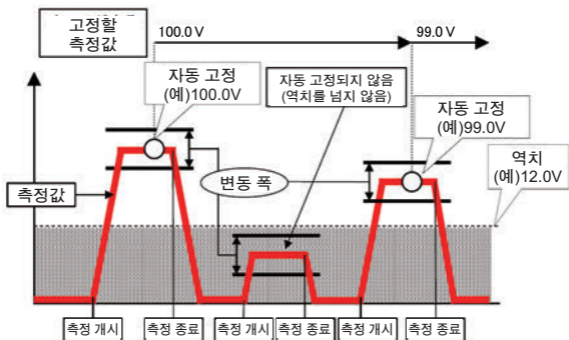 고정할
측정값
100.0 V
99.0 V
자동 고정
(예)100.0V
자동 고정되지 않음
(역치를 넘지 않음)
자동 고정
(예)99.0V
역치
(예)12.0V
측정값
변동 폭
측정 개시
측정 종료
측정 개시
측정 종료
측정 개시
측정 종료